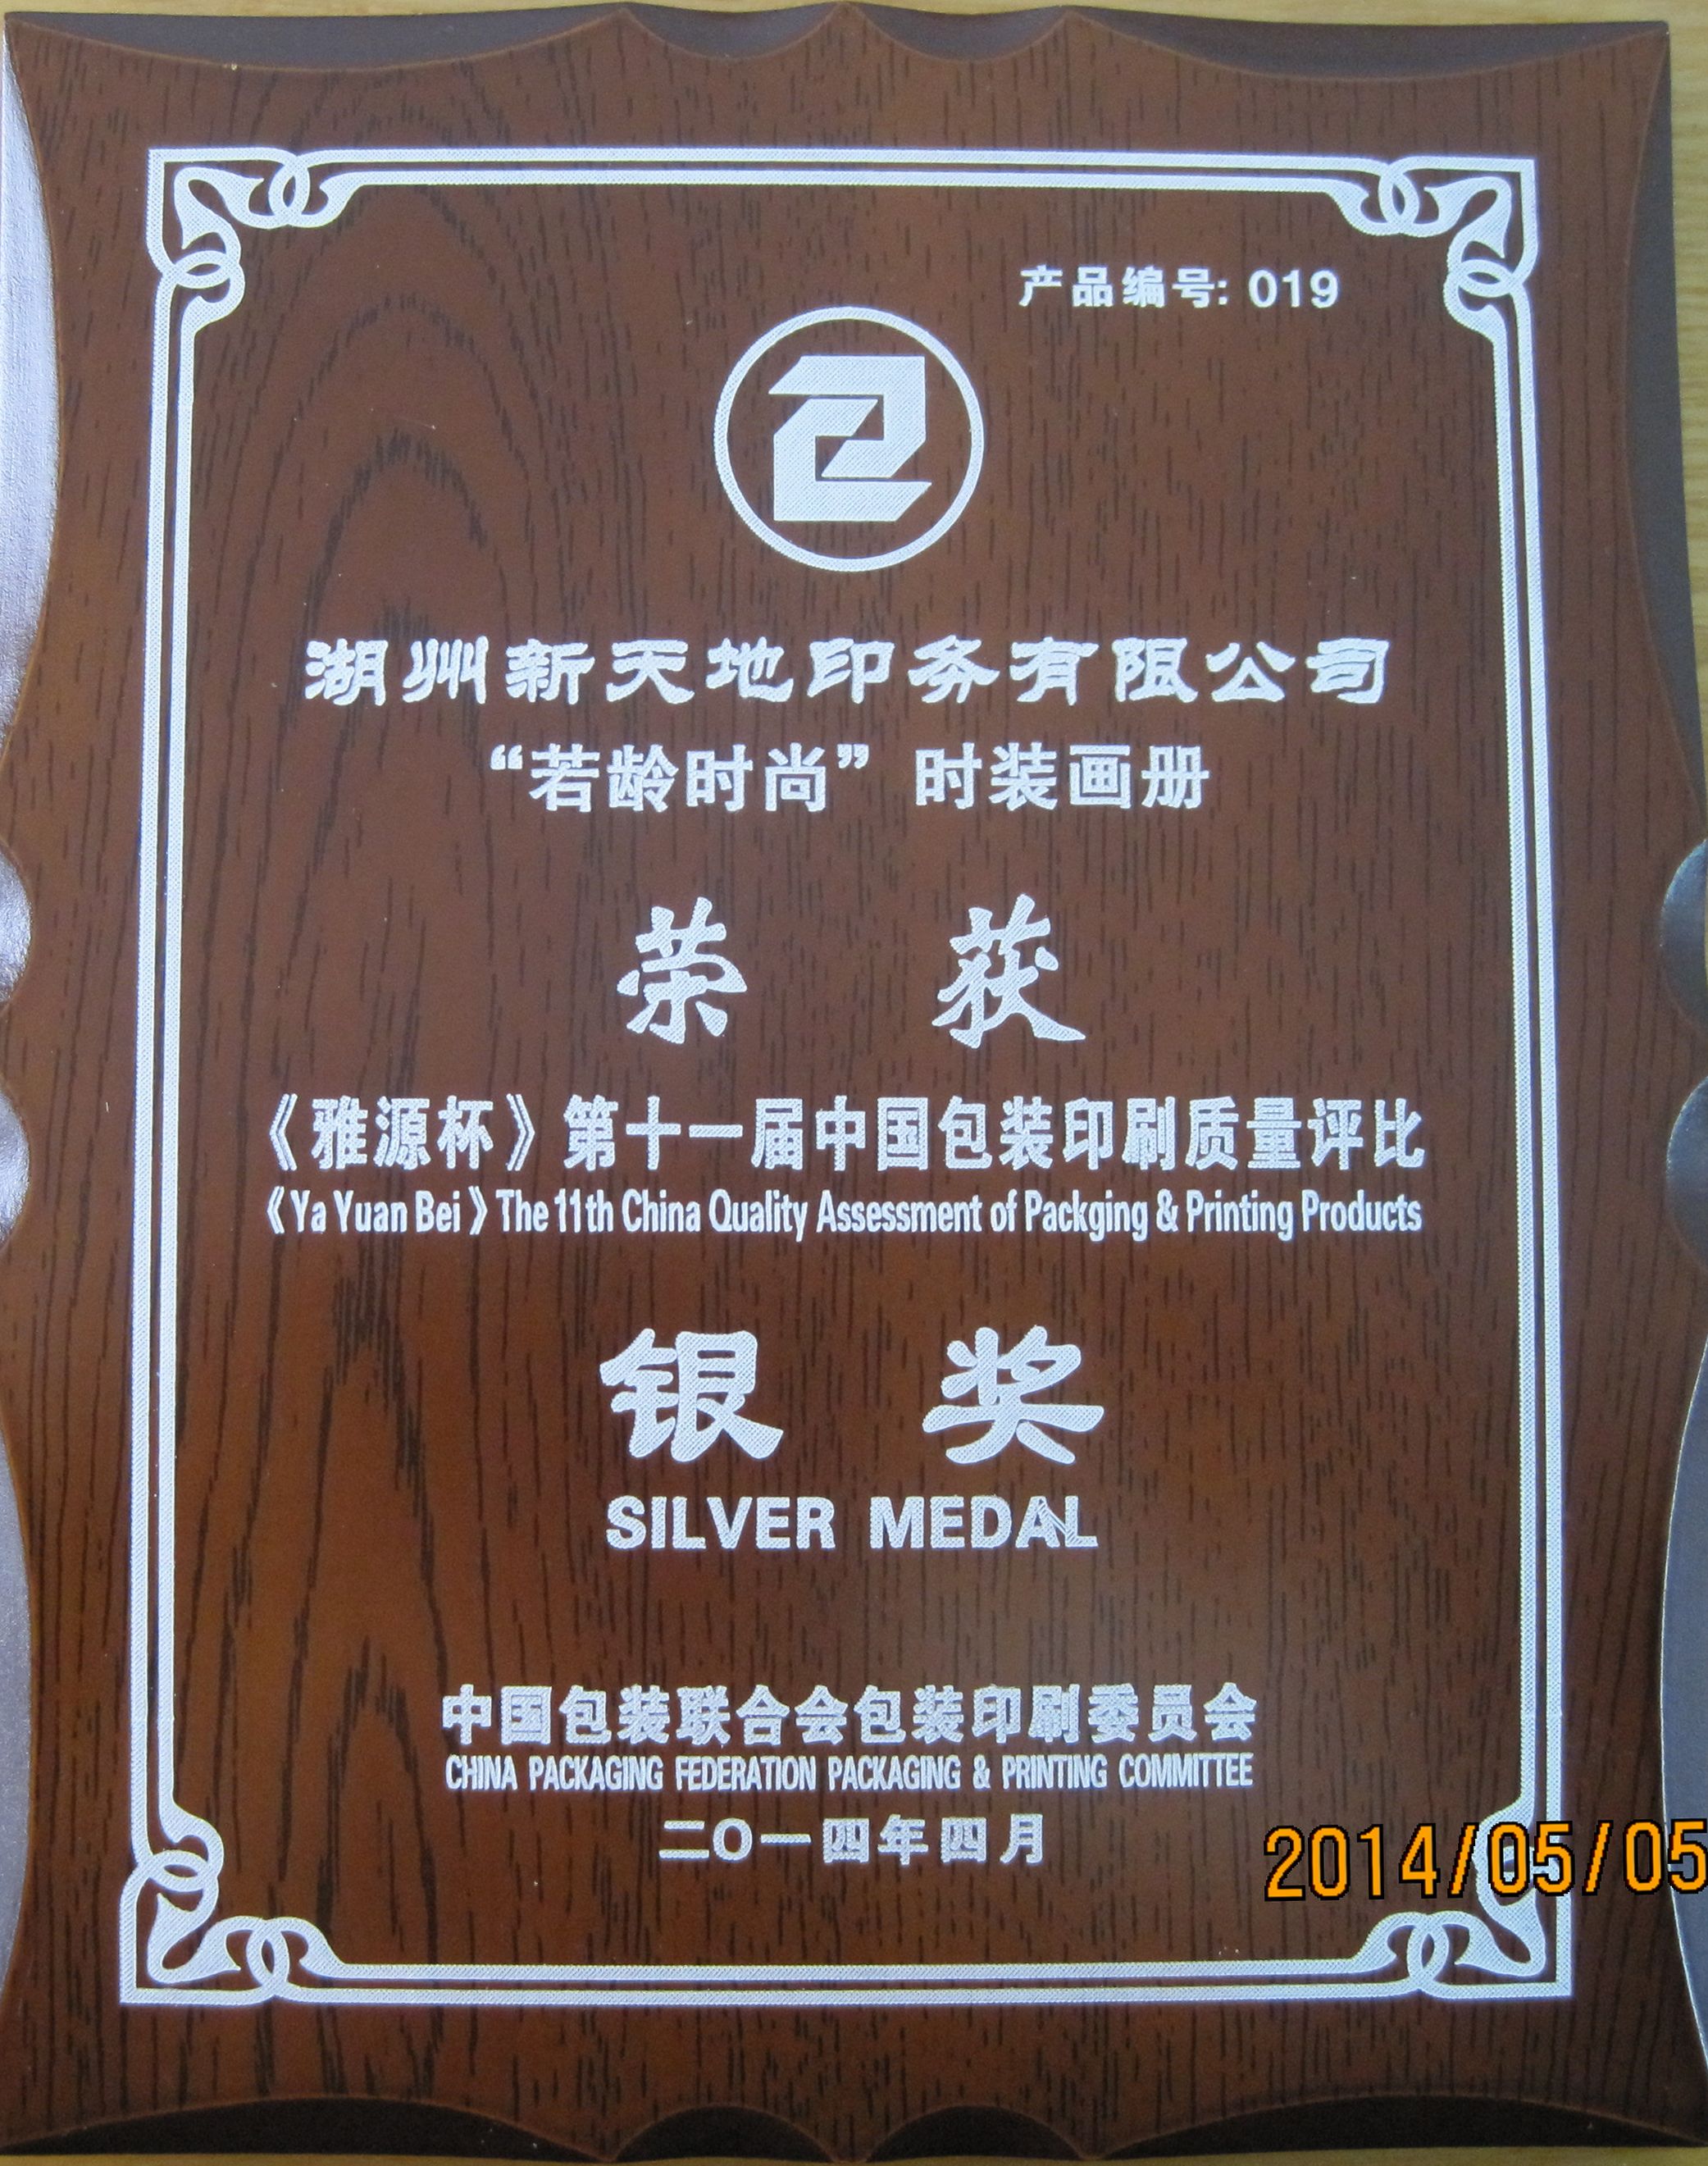 产品编号: 019
湖州新天地印务有限公司
“若龄时尚” 时装画册
荣 获
《雅源杯》第十一届中国包装印刷质量评比
《Ya Yuan Bei》The 11th China Quality Assessment of Packging & Printing Products
银 奖
SILVER MEDAL
中国包装联合会包装印刷委员会
CHINA PACKAGING FEDERATION PACKAGING & PRINTING COMMITTEE
二O一四年四月
2014/05/05